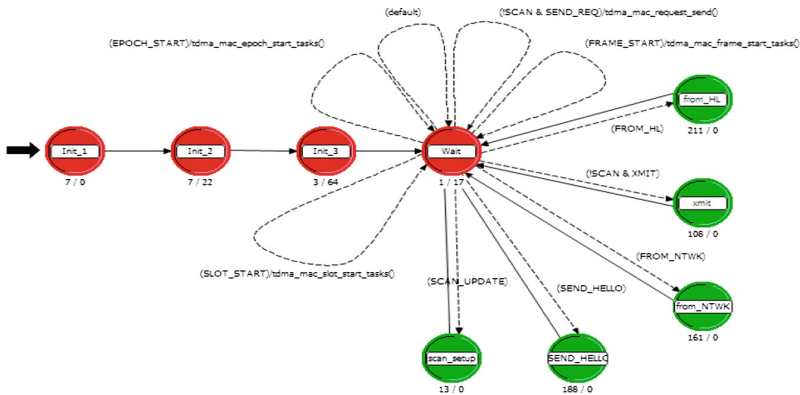 (default)
(!SCAN & SEND_REQ)/tdma_mac_request_send()
(EPOCH_START)/tdma_mac_epoch_start_tasks()
(FRAME_START)/tdma_mac_frame_start_tasks()
from_HL
211 / 0
(FROM_HL)
Init_1
7 / 0
Init_2
7 / 22
Init_3
3 / 64
Wait
1 / 17
(!SCAN & XMIT)
xmit
108 / 0
(FROM_NTWK)
(SLOT_START)/tdma_mac_slot_start_tasks()
(SCAN_UPDATE)
(SEND_HELLO)
from_NTWK
161 / 0
scan_setup
13 / 0
SEND_HELLO
188 / 0